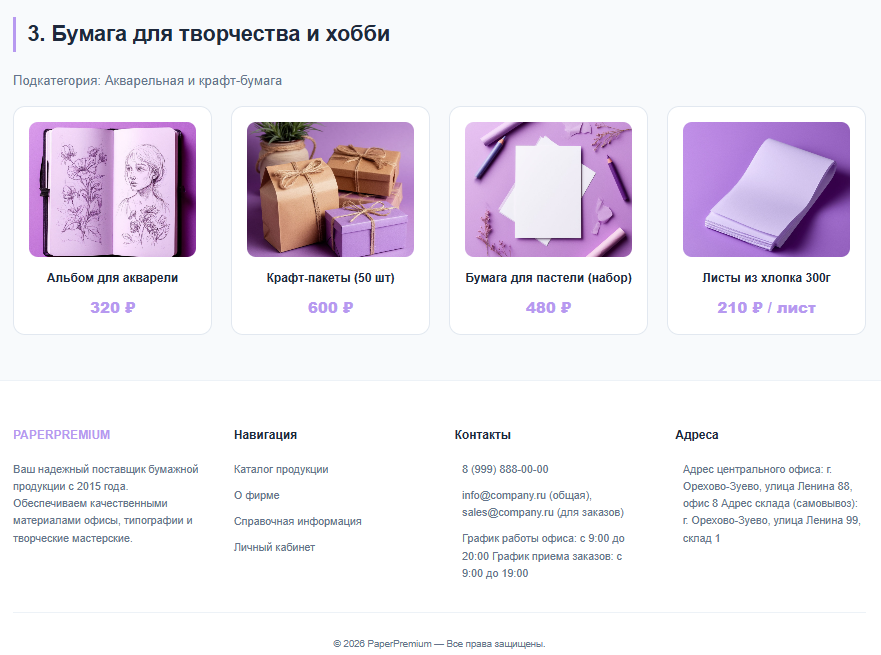 3. Бумага для творчества и хобби
Подкатегория: Акварельная и крафт-бумага
Альбом для акварели
320 ₽
Крафт-пакеты (50 шт)
600 ₽
Бумага для пастели (набор)
480 ₽
Листы из хлопка 300г
210 ₽ / лист
PAPERPREMIUM
Ваш надежный поставщик бумажной
продукции с 2015 года.
Обеспечиваем качественными
материалами офисы, типографии и
творческие мастерские.
Навигация
Каталог продукции
О фирме
Справочная информация
Личный кабинет
Контакты
8 (999) 888-00-00
info@company.ru (общая),
sales@company.ru (для заказов)
График работы офиса: с 9:00 до
20:00 График приема заказов: с
9:00 до 19:00
Адреса
Адрес центрального офиса: г.
Орехово-Зуево, улица Ленина 88,
офис 8 Адрес склада (самовывоз):
г. Орехово-Зуево, улица Ленина 99,
склад 1
© 2026 PaperPremium — Все права защищены.